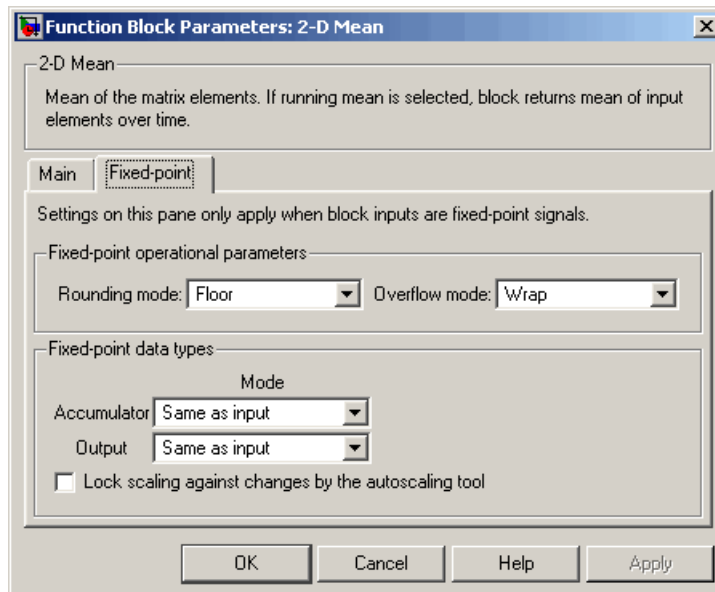 Function Block Parameters: 2-D Mean
2-D Mean
Mean of the matrix elements. If running mean is selected, block returns mean of input
elements over time.
Main Fixed-point
Settings on this pane only apply when block inputs are fixed-point signals.
Fixed-point operational parameters
Rounding mode: Floor Overflow mode: Wrap
Fixed-point data types
Mode
Accumulator Same as input
Output Same as input
Lock scaling against changes by the autoscaling tool
OK Cancel Help Apply